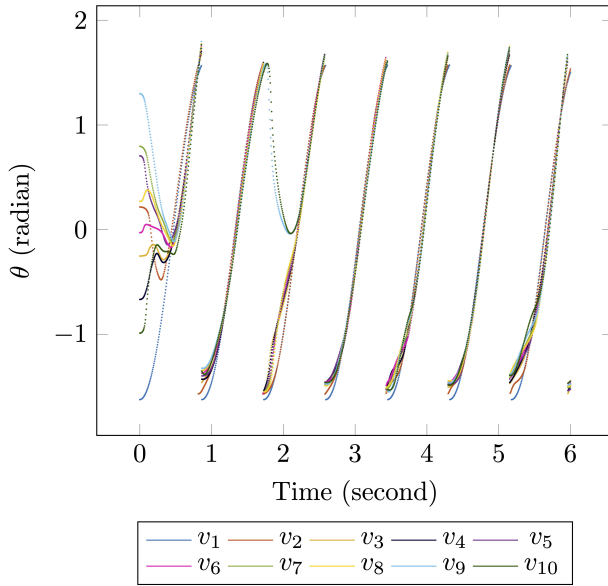 2
1
0
−1
θ (radian)
0 1 2 3 4 5 6
Time (second)
v1 v2 v3 v4 v5
v6 v7 v8 v9 v10